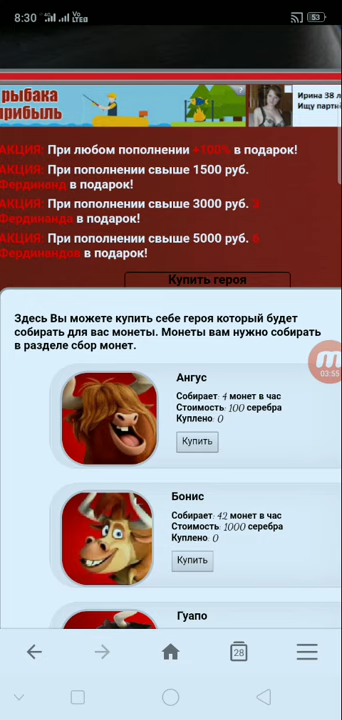 8:30
Vo
LTE
53
рыбака
прибыль
Ирина 38 л
Ищу партн
АКЦИЯ: При любом пополнении +100% в подарок!
АКЦИЯ: При пополнении свыше 1500 руб.
Фердинанд в подарок!
АКЦИЯ: При пополнении свыше 3000 руб. 3
Фердинанда в подарок!
АКЦИЯ: При пополнении свыше 5000 руб. 6
Фердинандов в подарок!
Купить героя
Здесь Вы можете купить себе героя который будет
собирать для вас монеты. Монеты вам нужно собирать
в разделе сбор монет.
03:55
Ангус
Собирает: 4 монет в час
Стоимость: 100 серебра
Куплено: 0
Купить
Бонис
Собирает: 42 монет в час
Стоимость: 1000 серебра
Куплено: 0
Купить
Гуапо
28